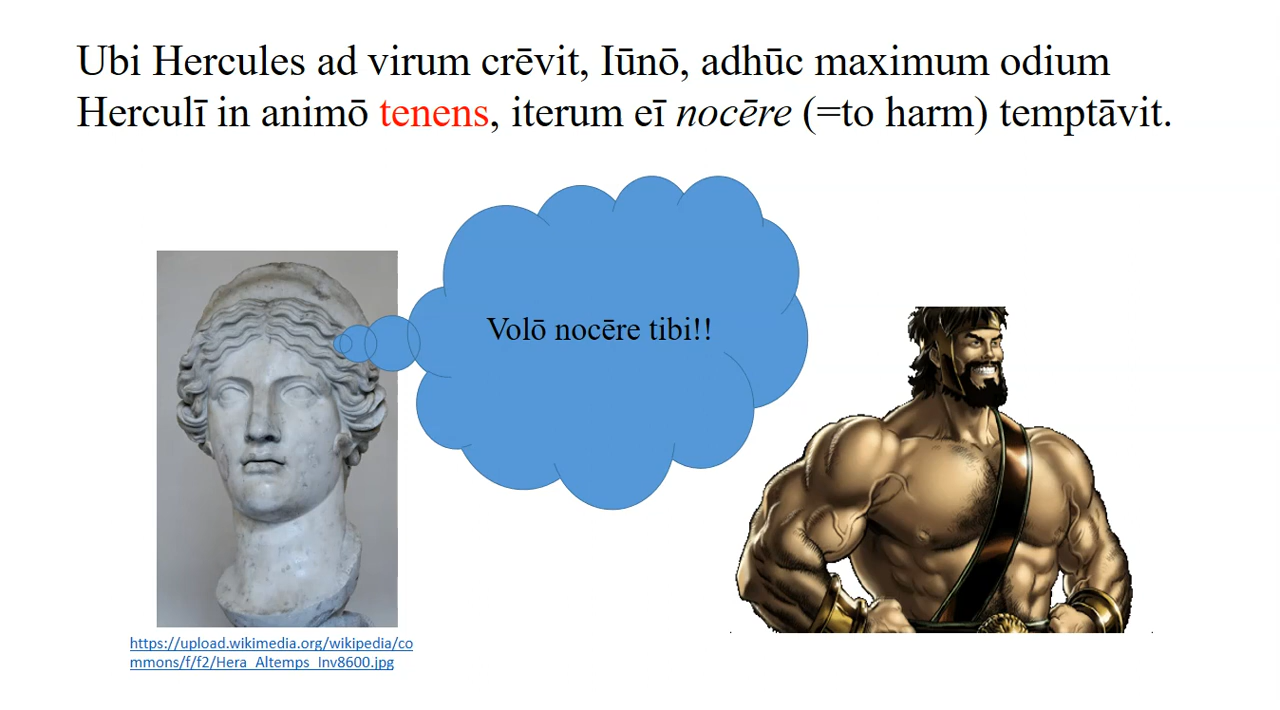 Ubi Hercules ad virum crēvit, Iūnō, adhūc maximum odium
Herculī in animō tenens, iterum eī nocēre (=to harm) temptāvit.
Volō nocēre tibi!!
https://upload.wikimedia.org/wikipedia/co
mmons/f/f2/Hera_Altemps_Inv8600.jpg